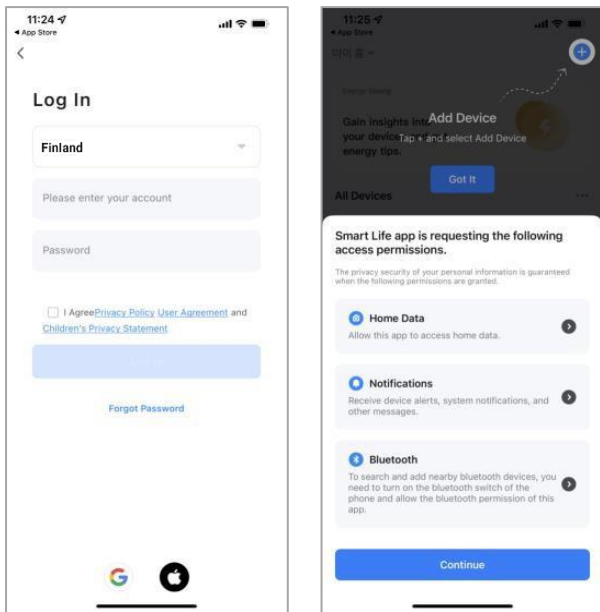 11:24
◀ App Store
Log In
Finland
Please enter your account
Password
I AgreePrivacy Policy User Agreement and
Children's Privacy Statement
Forgot Password
11:25
◀ App Store
Energy Saving
Gain insights into
your device
energy tips.
Add Device
Tap + and select Add Device
Got It
All Devices
Smart Life app is requesting the following
access permissions.
The privacy security of your personal information is guaranteed
when the following permissions are granted.
Home Data
Allow this app to access home data.
Notifications
Receive device alerts, system notifications, and
other messages.
Bluetooth
To search and add nearby bluetooth devices, you
need to turn on the bluetooth switch of the
phone and allow the bluetooth permission of this
app.
Continue